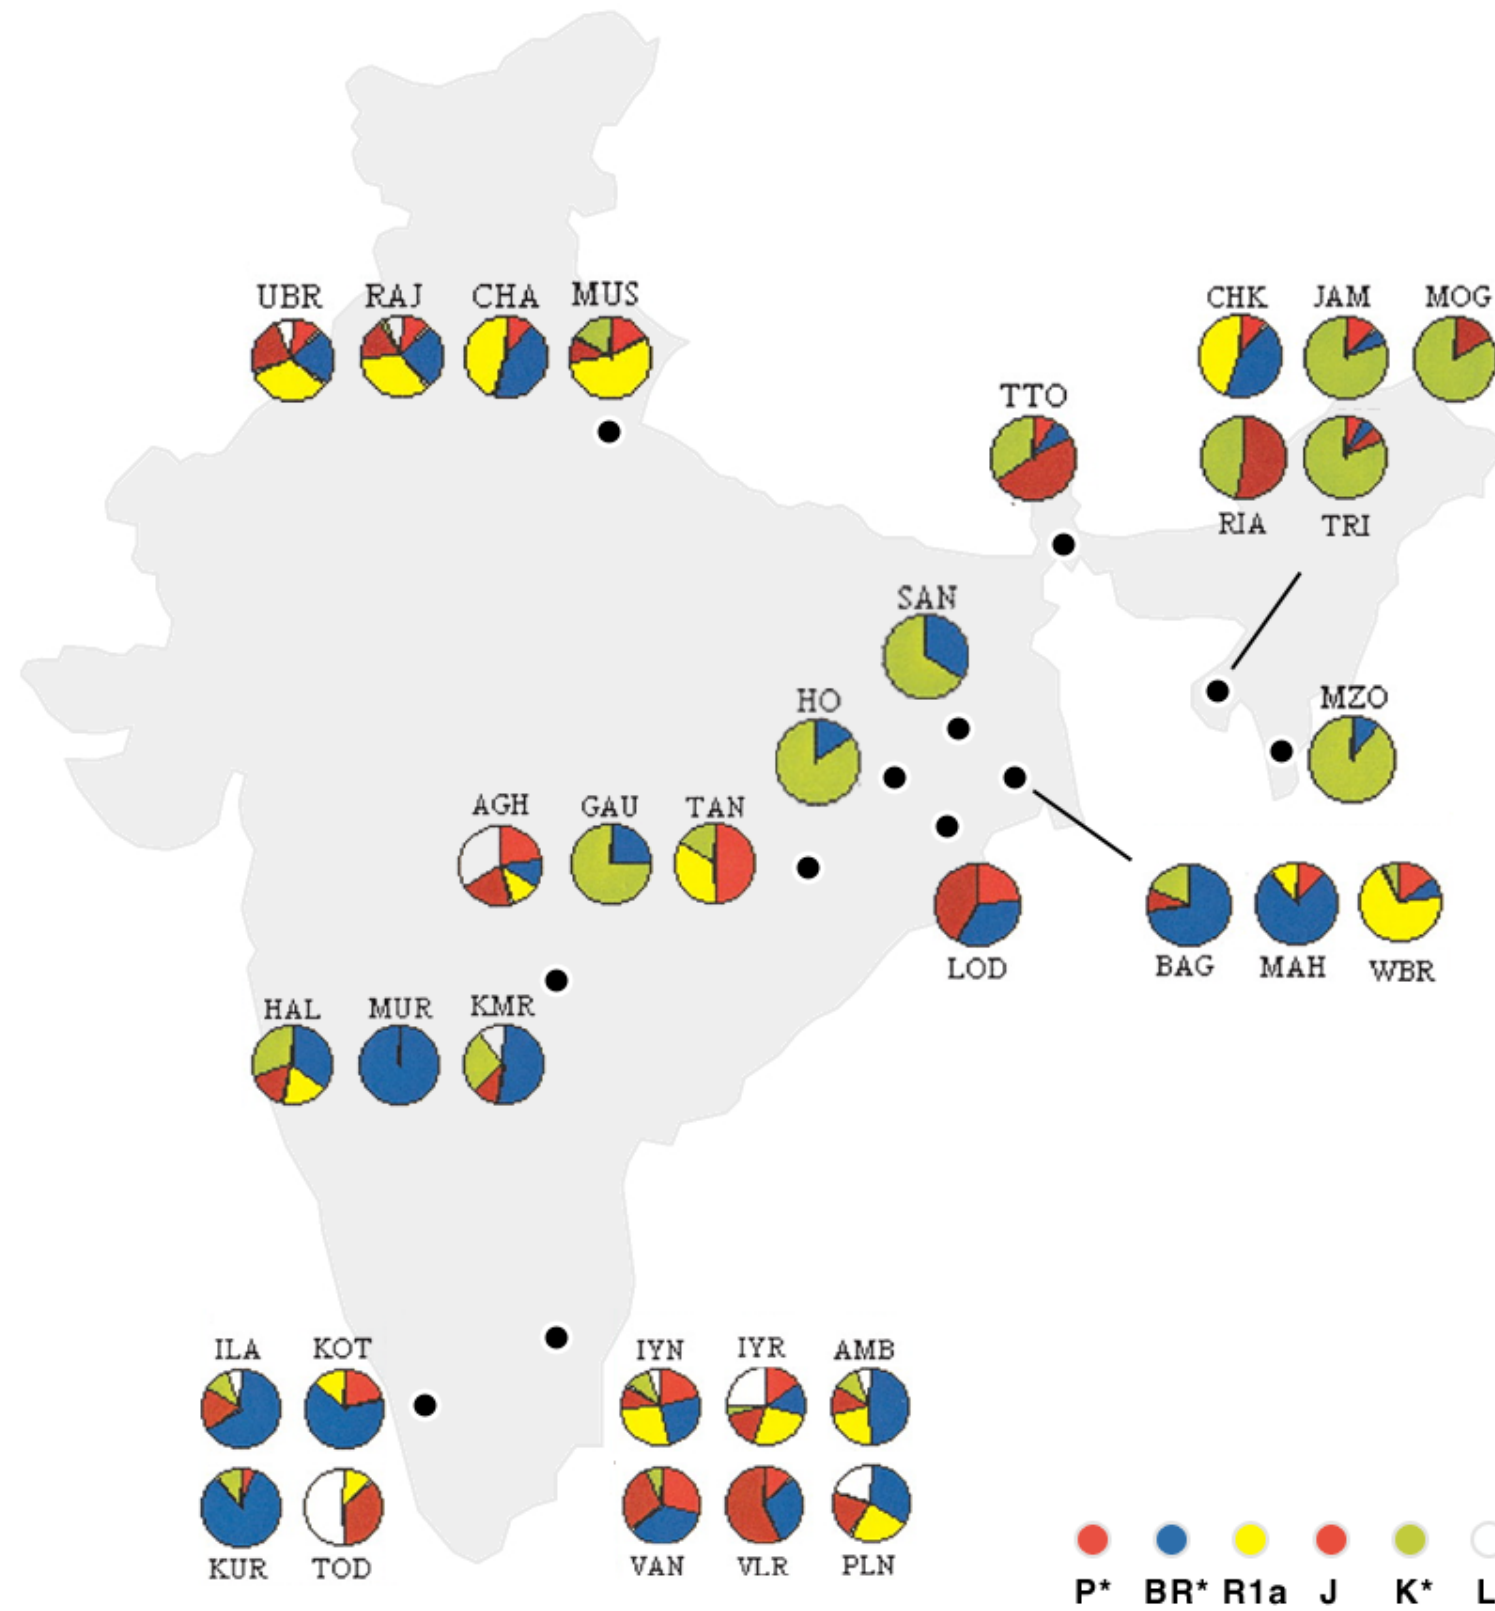 UBR RAJ CHA MUS
CHK JAM MOG
TTO
RIA TRI
SAN
HO
MZO
AGH GAU TAN
LOD
BAG MAH WBR
HAL MUR KMR
ILA KOT
IYN IYR AMB
KUR TOD
VAN VLR PLN
P* BR* R1a J K* L